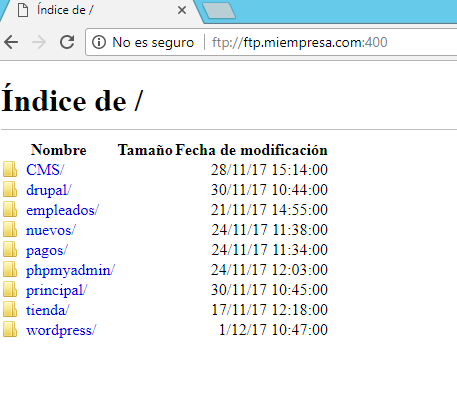 Índice de /
No es seguro ftp://ftp.miempresa.com:400
Índice de /
Nombre Tamaño Fecha de modificación
CMS/ 28/11/17 15:14:00
drupal/ 30/11/17 10:44:00
empleados/ 21/11/17 14:55:00
nuevos/ 24/11/17 11:38:00
pagos/ 24/11/17 11:34:00
phpmyadmin/ 24/11/17 12:03:00
principal/ 30/11/17 10:45:00
tienda/ 17/11/17 12:18:00
wordpress/ 1/12/17 10:47:00